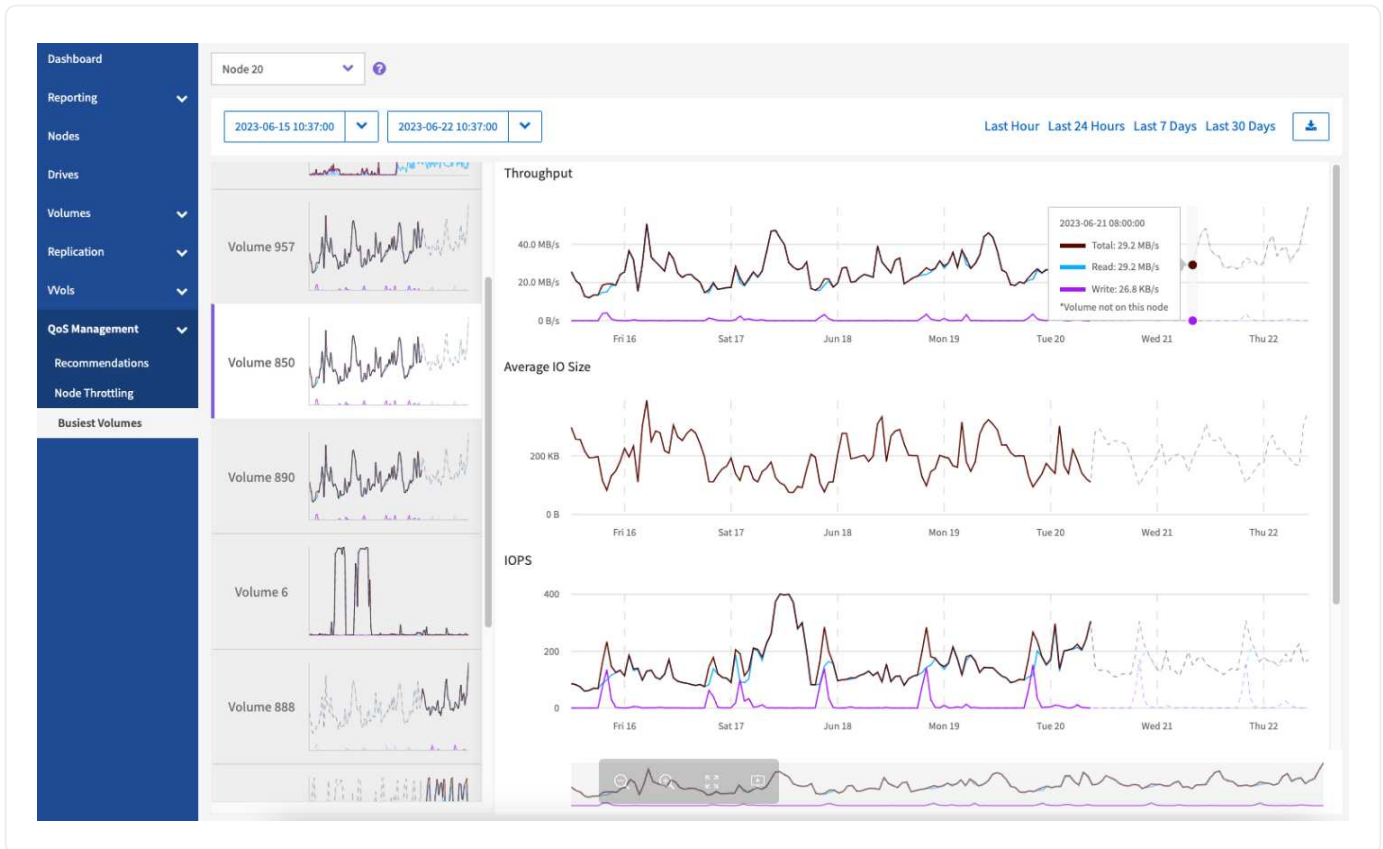 Dashboard
Reporting
Nodes
Drives
Volumes
Replication
VVols
QoS Management
Recommendations
Node Throttling
Busiest Volumes
Node 20
?
2023-06-15 10:37:00
2023-06-22 10:37:00
Last Hour Last 24 Hours Last 7 Days Last 30 Days
Volume 957
Volume 850
Volume 890
Volume 6
Volume 888
Throughput
40.0 MB/s
20.0 MB/s
0 B/s
Fri 16 Sat 17 Jun 18 Mon 19 Tue 20 Wed 21 Thu 22
2023-06-21 08:00:00
Total: 29.2 MB/s
Read: 29.2 MB/s
Write: 26.8 KB/s
*Volume not on this node
Average IO Size
200 KB
0 B
Fri 16 Sat 17 Jun 18 Mon 19 Tue 20 Wed 21 Thu 22
IOPS
400
200
0
Fri 16 Sat 17 Jun 18 Mon 19 Tue 20 Wed 21 Thu 22